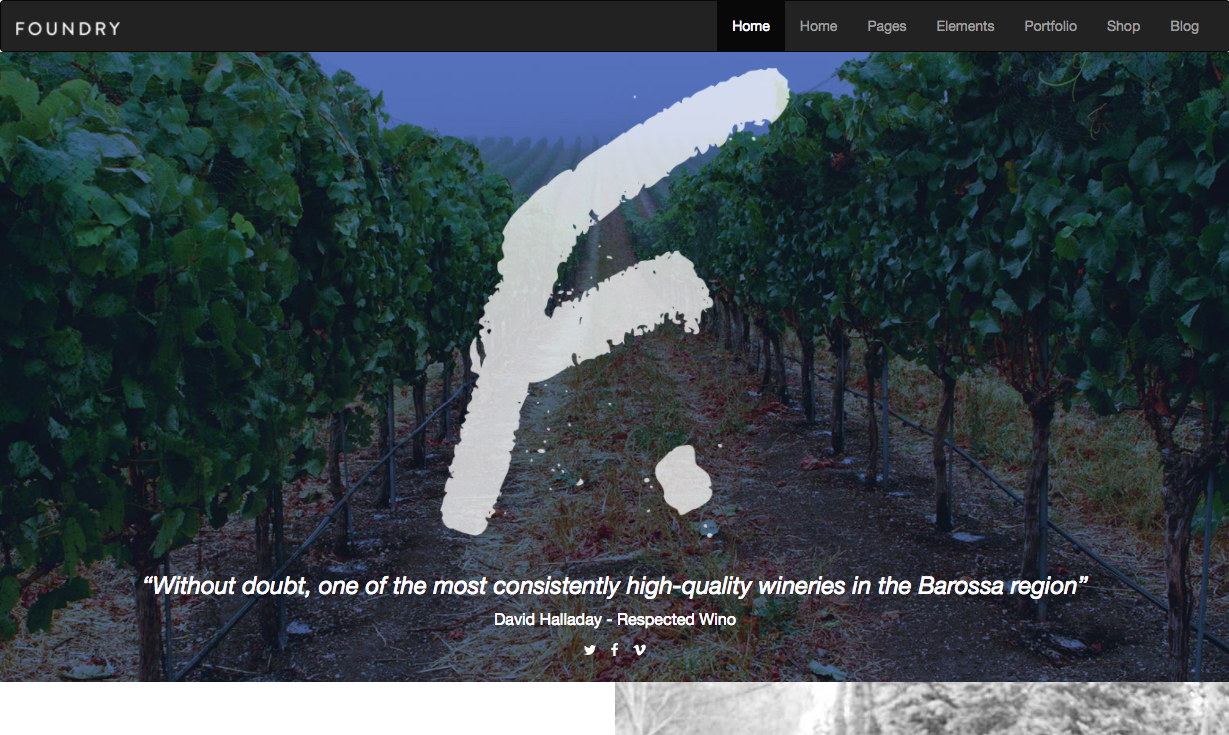 FOUNDRY
Home Home Pages Elements Portfolio Shop Blog
F.
“Without doubt, one of the most consistently high-quality wineries in the Barossa region”
David Halladay - Respected Wino